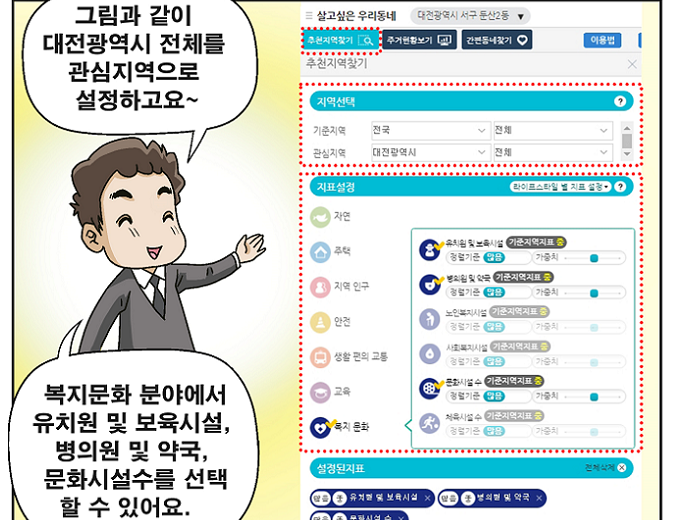 그림과 같이
대전광역시 전체를
관심지역으로
설정하고요~
복지문화 분야에서
유치원 및 보육시설,
병의원 및 약국,
문화시설수를 선택
할 수 있어요.
살고싶은 우리동네 대전광역시 서구 둔산2동 ▼
추천지역찾기 주거현황보기 간편동네찾기 이용법
추천지역찾기
지역선택 ?
기준지역 전국 전체
관심지역 대전광역시 전체
지표설정 라이프스타일 별 지표 설정 ?
자연
주택
지역 인구
안전
생활 편의 교통
교육
복지 문화
유치원 및 보육시설 기준지역지표 중
정렬기준 많음 가중치
병의원 및 약국 기준지역지표 중
정렬기준 많음 가중치
노인복지시설 기준지역지표 중
정렬기준 많음 가중치
사회복지시설 기준지역지표 중
정렬기준 많음 가중치
문화시설 수 기준지역지표 중
정렬기준 많음 가중치
체육시설 수 기준지역지표 중
정렬기준 많음 가중치
설정된지표 전체삭제
많음 중 유치원 및 보육시설 × 많음 중 병의원 및 약국 ×
많음 중 문화시설 수 ×